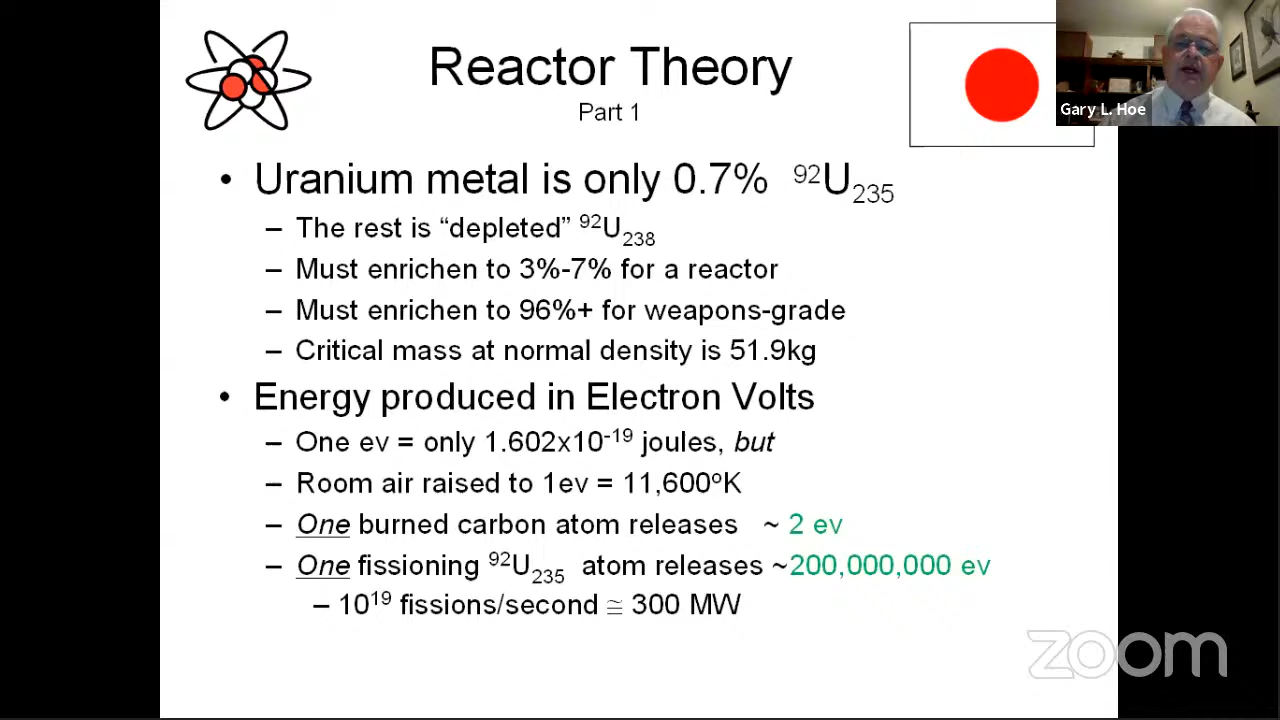 Reactor Theory
Part 1
Gary L. Hoe
• Uranium metal is only 0.7% ⁹²U₂₃₅
– The rest is “depleted” ⁹²U₂₃₈
– Must enrichen to 3%-7% for a reactor
– Must enrichen to 96%+ for weapons-grade
– Critical mass at normal density is 51.9kg
• Energy produced in Electron Volts
– One ev = only 1.602x10⁻¹⁹ joules, but
– Room air raised to 1ev = 11,600ºK
– One burned carbon atom releases ~ 2 ev
– One fissioning ⁹²U₂₃₅ atom releases ~200,000,000 ev
– 10¹⁹ fissions/second ≅ 300 MW
zoom